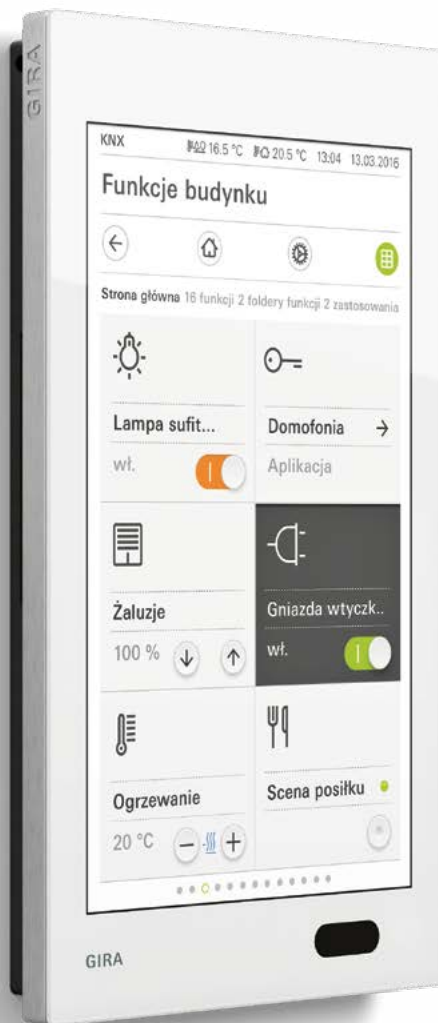 GIRA
KNX 16.5 °C 20.5 °C 13:04 13.03.2016
Funkcje budynku
Strona główna 16 funkcji 2 foldery funkcji 2 zastosowania
Lampa sufit...
wł.
Domofonia →
Aplikacja
Żaluzje
100 %
Gniazda wtyczk..
wł.
Ogrzewanie
20 °C
Scena posiłku
GIRA